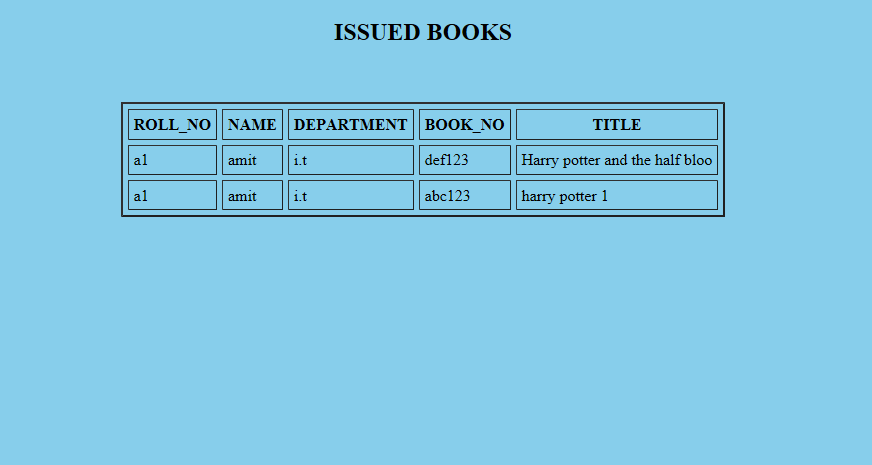 ISSUED BOOKS
ROLL_NO NAME DEPARTMENT BOOK_NO TITLE
a1 amit i.t def123 Harry potter and the half bloo
a1 amit i.t abc123 harry potter 1